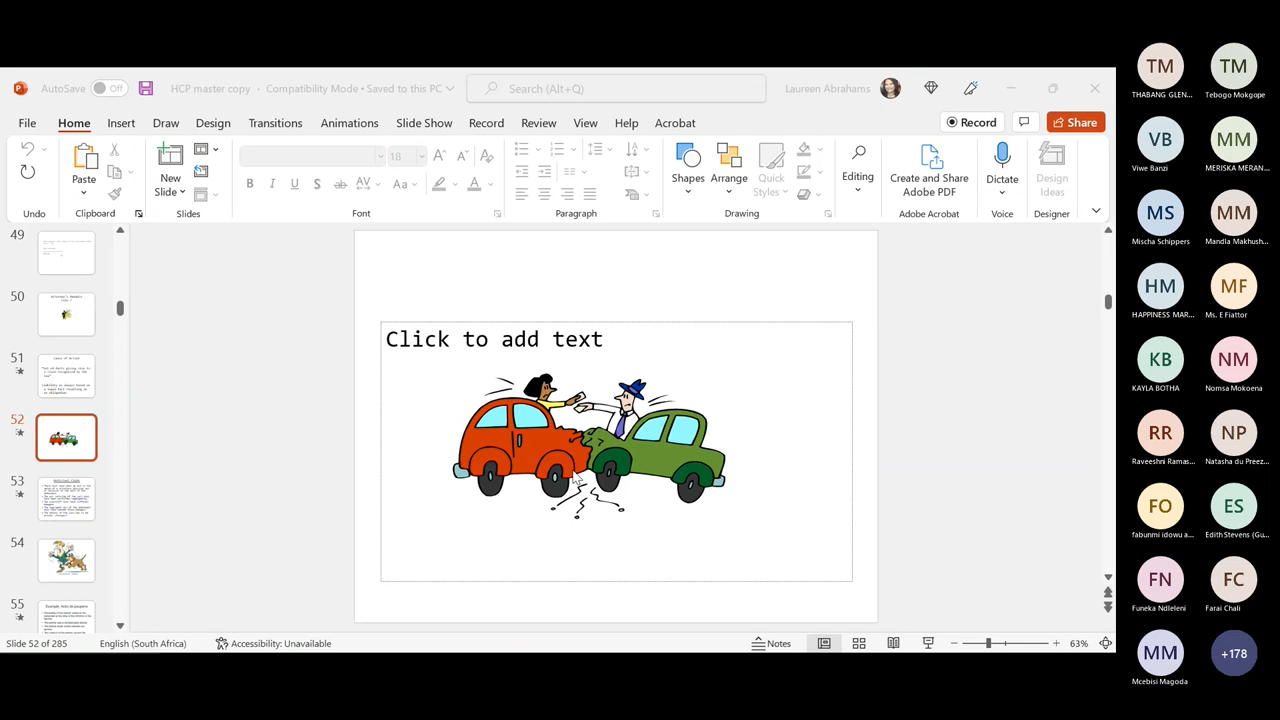 AutoSave Off HCP master copy - Compatibility Mode • Saved to this PC Search (Alt+Q) Laureen Abrahams
File Home Insert Draw Design Transitions Animations Slide Show Record Review View Help Acrobat Record Share
18
Paste New Slide Shapes Arrange Quick Styles Editing Create and Share Adobe PDF Dictate Design Ideas
Undo Clipboard Slides Font Paragraph Drawing Adobe Acrobat Voice Designer
49
50
51
Cause of Action
52
53
54
55
Click to add text
Slide 52 of 285 English (South Africa) Accessibility: Unavailable Notes 63%
TM TM
THABANG GLEN... Tebogo Mokgope
VB MM
Viwe Banzi MERISKA MERAN...
MS MM
Mischa Schippers Mandla Makhush...
HM MF
HAPPINESS MAR... Ms. E Fiattor
KB NM
KAYLA BOTHA Nomsa Mokoena
RR NP
Raveeshni Ramas... Natasha du Preez...
FO ES
fabunmi idowu a... Edith Stevens (Gu...
FN FC
Funeka Ndleleni Farai Chali
MM +178
Mcebisi Magoda